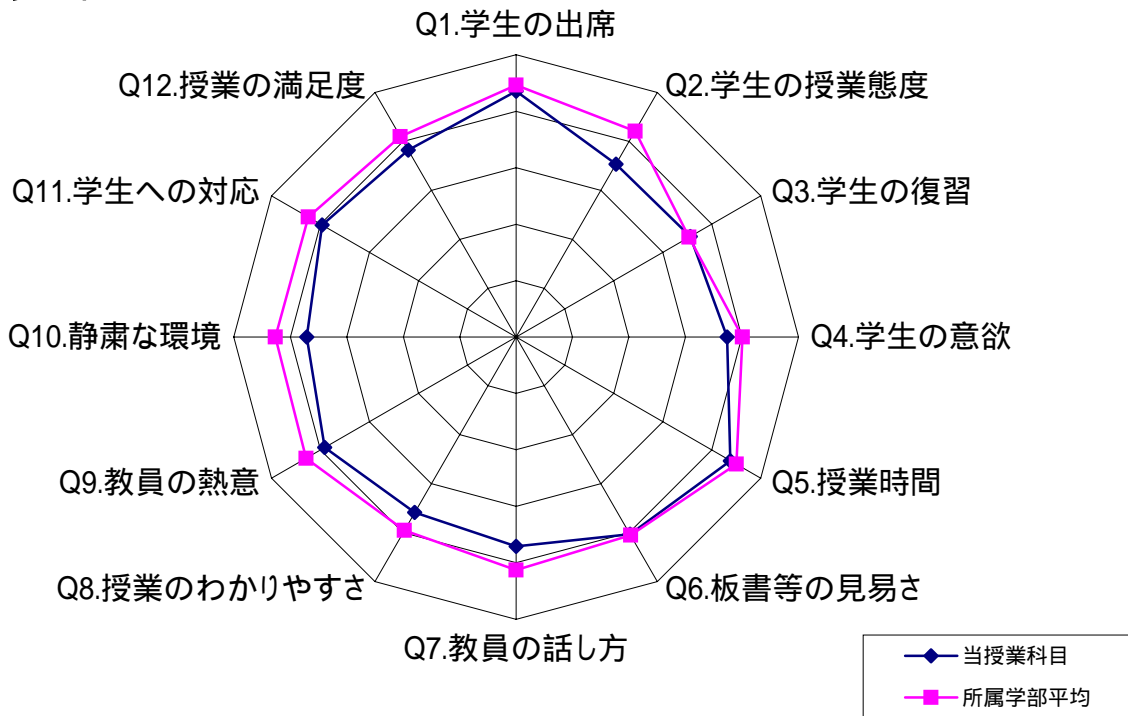 Q1.学生の出席
Q2.学生の授業態度
Q3.学生の復習
Q4.学生の意欲
Q5.授業時間
Q6.板書等の見易さ
Q7.教員の話し方
Q8.授業のわかりやすさ
Q9.教員の熱意
Q10.静粛な環境
Q11.学生への対応
Q12.授業の満足度
当授業科目
所属学部平均